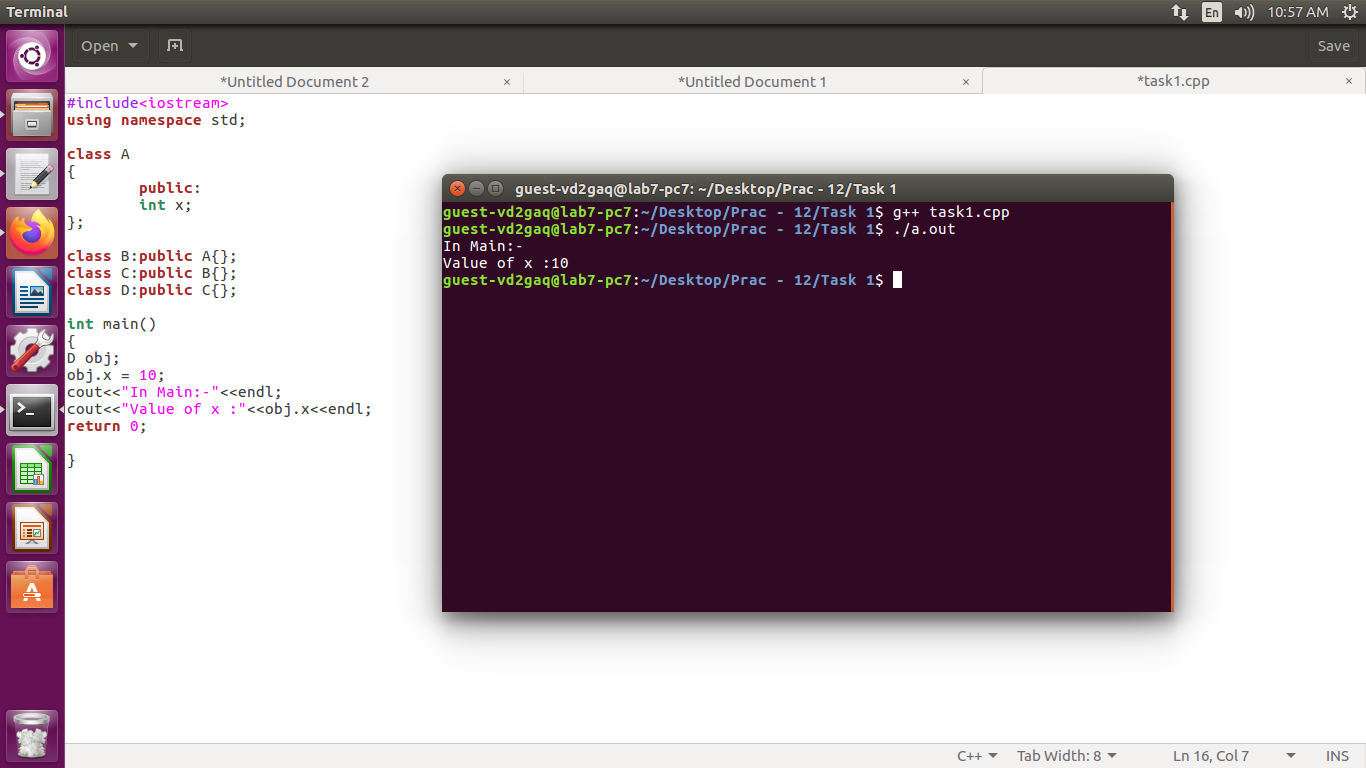 Terminal
En
10:57 AM
Open
Save
*Untitled Document 2 ×
*Untitled Document 1 ×
*task1.cpp ×
#include<iostream>
using namespace std;
class A
{
public:
int x;
};
class B:public A{};
class C:public B{};
class D:public C{};
int main()
{
D obj;
obj.x = 10;
cout<<"In Main:-"<<endl;
cout<<"Value of x :"<<obj.x<<endl;
return 0;
}
guest-vd2gaq@lab7-pc7: ~/Desktop/Prac - 12/Task 1
guest-vd2gaq@lab7-pc7:~/Desktop/Prac - 12/Task 1$ g++ task1.cpp
guest-vd2gaq@lab7-pc7:~/Desktop/Prac - 12/Task 1$ ./a.out
In Main:-
Value of x :10
guest-vd2gaq@lab7-pc7:~/Desktop/Prac - 12/Task 1$
C++
Tab Width: 8
Ln 16, Col 7
INS